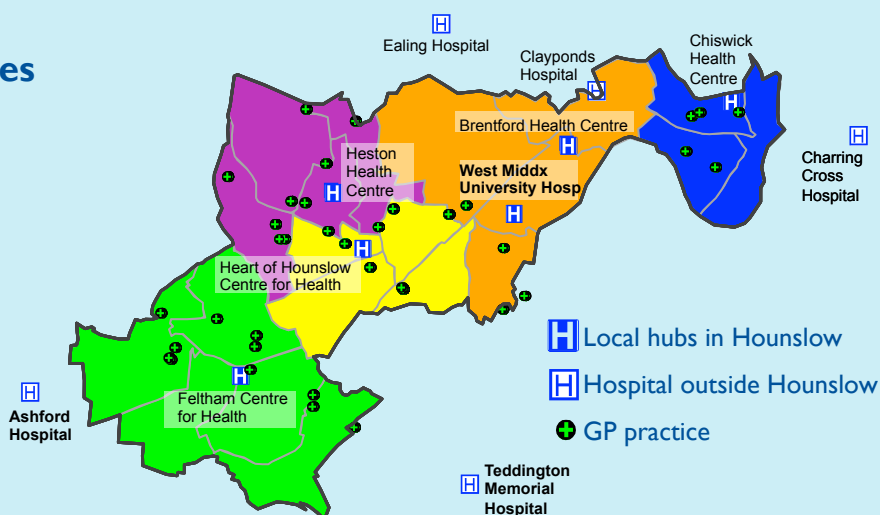 es
Ealing Hospital
Clayponds
Hospital
Chiswick
Health
Centre
Brentford Health Centre
Heston
Health
Centre
West Middx
University Hosp
Charring
Cross
Hospital
Heart of Hounslow
Centre for Health
Local hubs in Hounslow
Hospital outside Hounslow
GP practice
Feltham Centre
for Health
Ashford
Hospital
Teddington
Memorial
Hospital